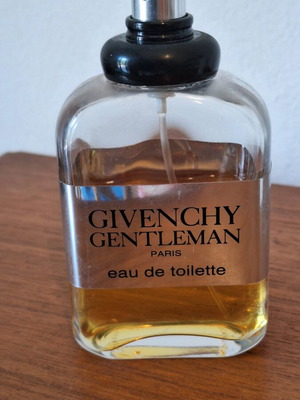 GIVENCHY
GENTLEMAN
PARIS
eau de toilette